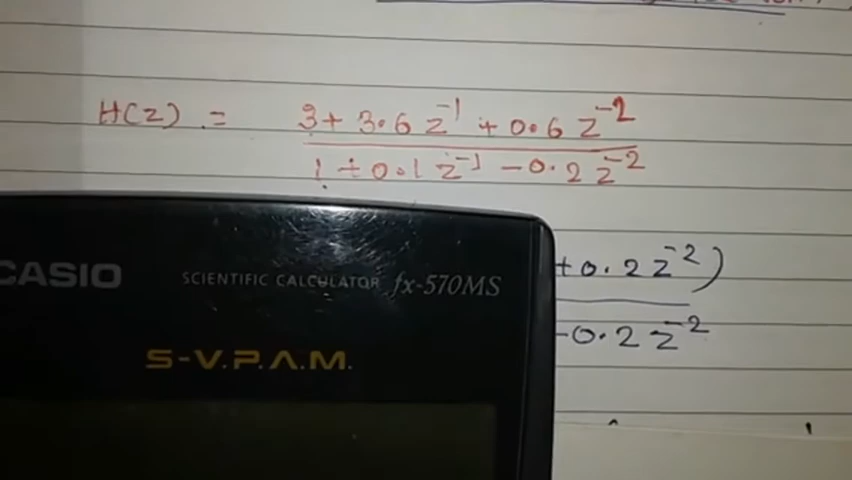 H(z) = 3 + 3.6 z⁻¹ + 0.6 z⁻²
1 + 0.1 z⁻¹ - 0.2 z⁻²
+0.2 z⁻²)
-0.2 z⁻²
CASIO
SCIENTIFIC CALCULATOR fx-570MS
S-V.P.A.M.